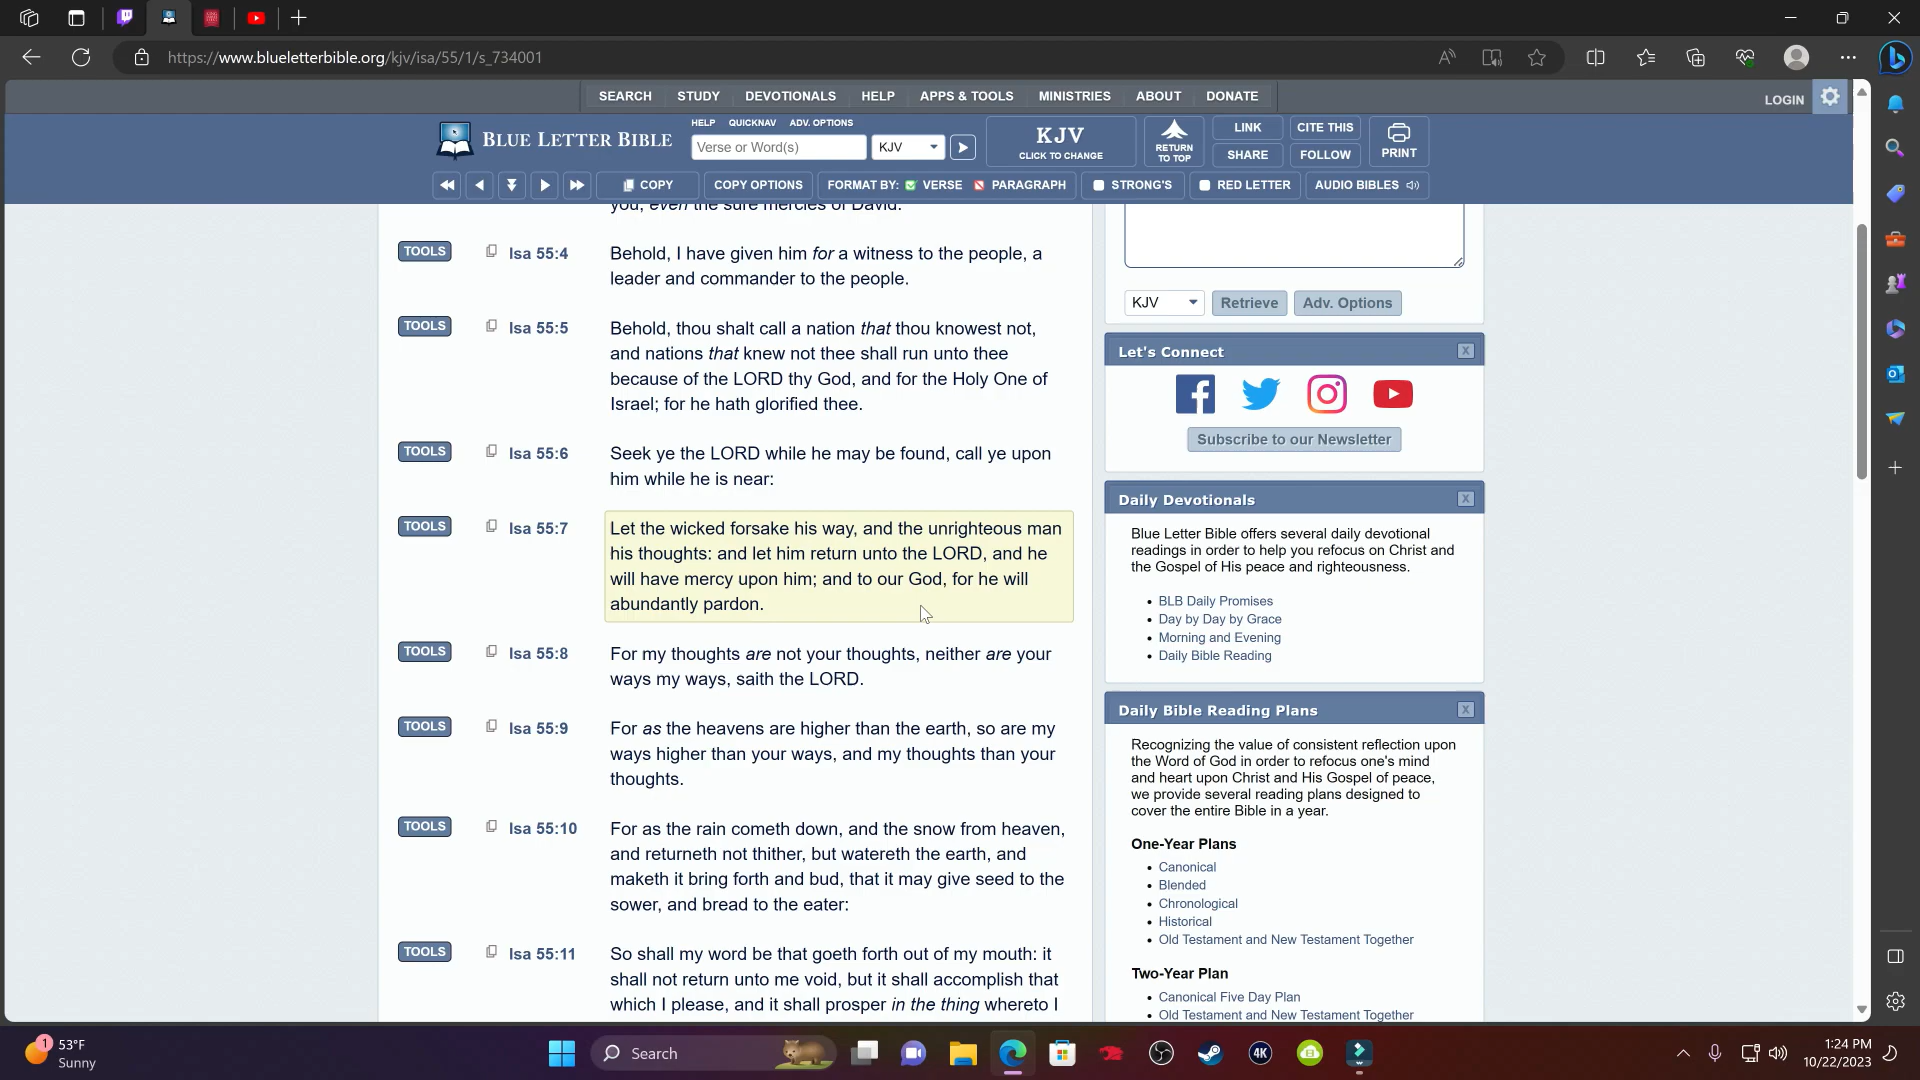 https://www.blueletterbible.org/kjv/isa/55/1/s_734001
SEARCH STUDY DEVOTIONALS HELP APPS & TOOLS MINISTRIES ABOUT DONATE
LOGIN
BLUE LETTER BIBLE
HELP QUICKNAV ADV. OPTIONS
Verse or Word(s)
KJV
KJV
CLICK TO CHANGE
RETURN
TO TOP
LINK
CITE THIS
SHARE
FOLLOW
PRINT
COPY
COPY OPTIONS
FORMAT BY: VERSE PARAGRAPH
STRONG'S
RED LETTER
AUDIO BIBLES
you, even the sure mercies of David.
TOOLS Isa 55:4 Behold, I have given him for a witness to the people, a
leader and commander to the people.
TOOLS Isa 55:5 Behold, thou shalt call a nation that thou knowest not,
and nations that knew not thee shall run unto thee
because of the LORD thy God, and for the Holy One of
Israel; for he hath glorified thee.
TOOLS Isa 55:6 Seek ye the LORD while he may be found, call ye upon
him while he is near:
TOOLS Isa 55:7 Let the wicked forsake his way, and the unrighteous man
his thoughts: and let him return unto the LORD, and he
will have mercy upon him; and to our God, for he will
abundantly pardon.
TOOLS Isa 55:8 For my thoughts are not your thoughts, neither are your
ways my ways, saith the LORD.
TOOLS Isa 55:9 For as the heavens are higher than the earth, so are my
ways higher than your ways, and my thoughts than your
thoughts.
TOOLS Isa 55:10 For as the rain cometh down, and the snow from heaven,
and returneth not thither, but watereth the earth, and
maketh it bring forth and bud, that it may give seed to the
sower, and bread to the eater:
TOOLS Isa 55:11 So shall my word be that goeth forth out of my mouth: it
shall not return unto me void, but it shall accomplish that
which I please, and it shall prosper in the thing whereto I
KJV
Retrieve
Adv. Options
Let's Connect
X
Subscribe to our Newsletter
Daily Devotionals
X
Blue Letter Bible offers several daily devotional
readings in order to help you refocus on Christ and
the Gospel of His peace and righteousness.
BLB Daily Promises
Day by Day by Grace
Morning and Evening
Daily Bible Reading
Daily Bible Reading Plans
X
Recognizing the value of consistent reflection upon
the Word of God in order to refocus one's mind
and heart upon Christ and His Gospel of peace,
we provide several reading plans designed to
cover the entire Bible in a year.
One-Year Plans
Canonical
Blended
Chronological
Historical
Old Testament and New Testament Together
Two-Year Plan
Canonical Five Day Plan
Old Testament and New Testament Together
1
53°F
Sunny
Search
4K
1:24 PM
10/22/2023